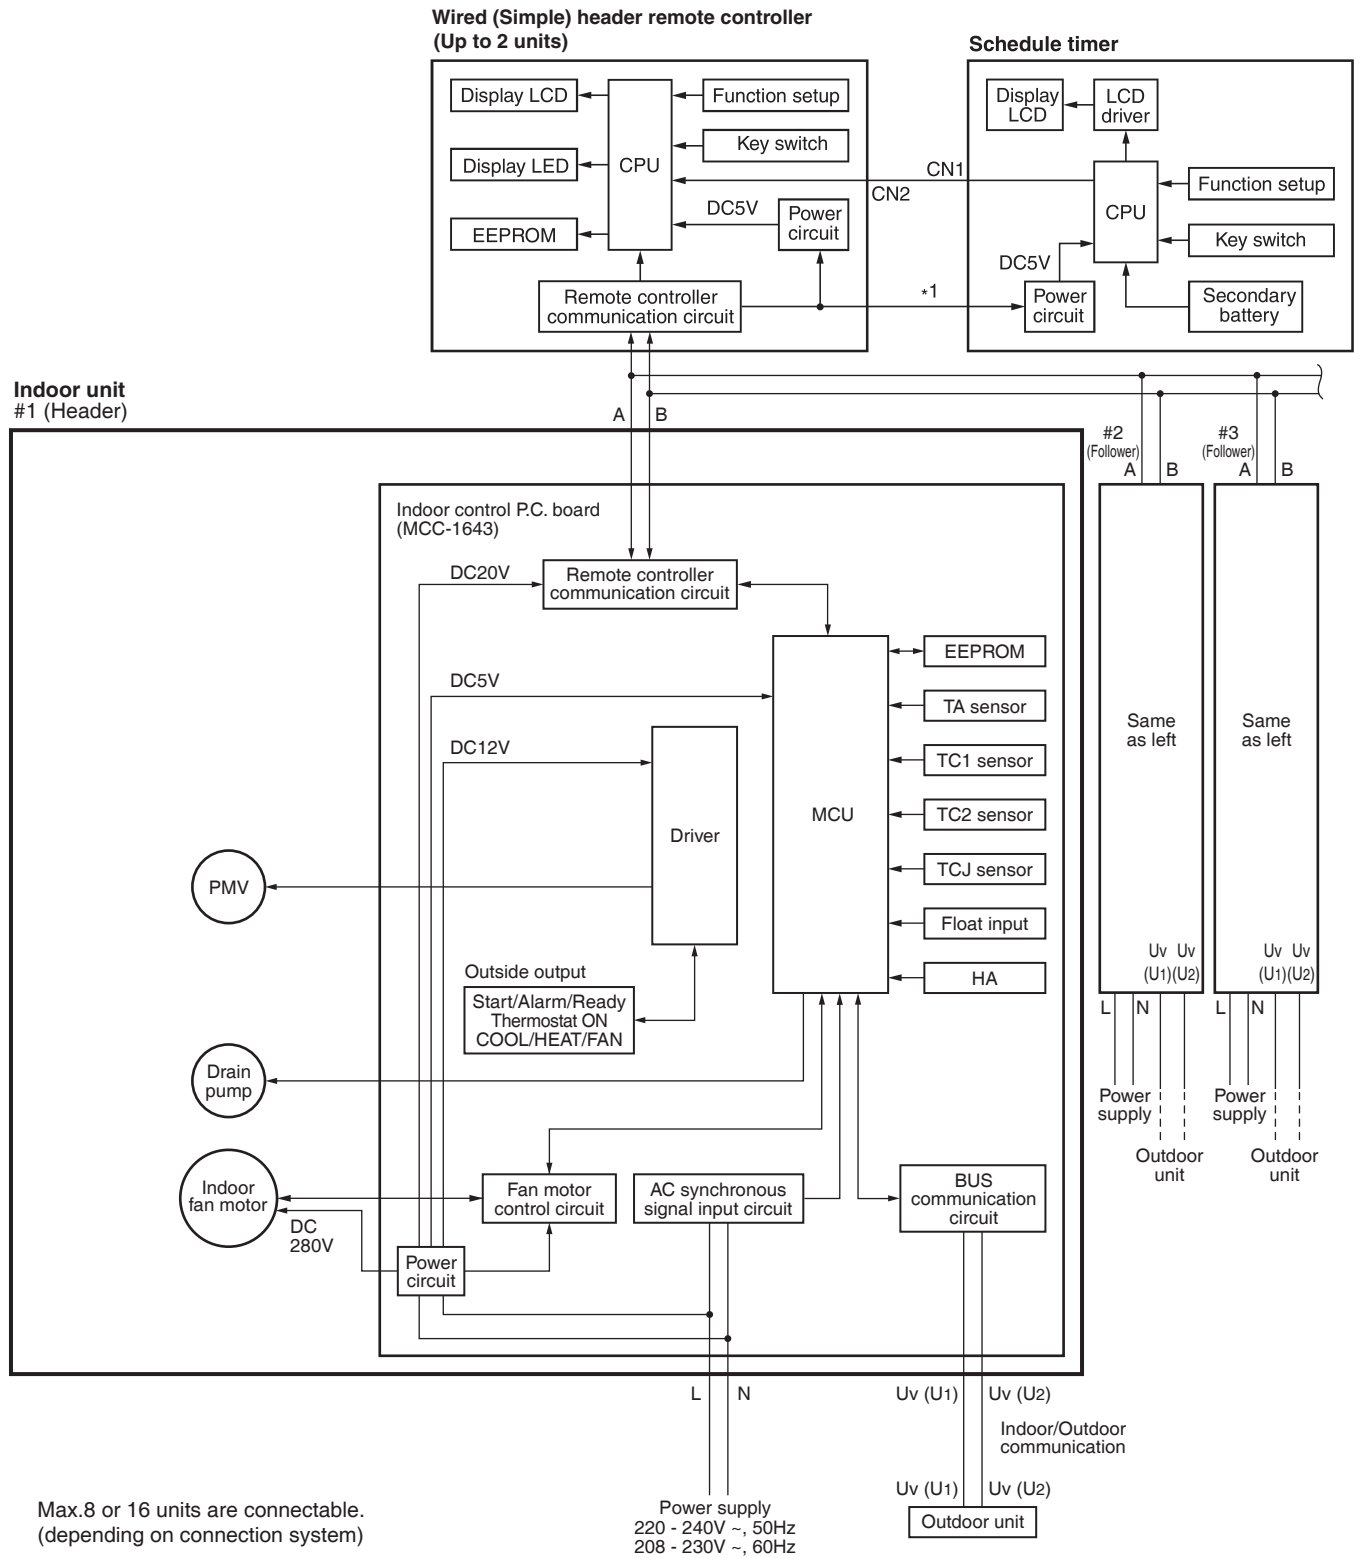 Wired (Simple) header remote controller
(Up to 2 units)
Schedule timer
Display LCD
CPU
Function setup
Key switch
Display LED
EEPROM
DC5V
Power
circuit
Remote controller
communication circuit
CN1
CN2
*1
Display
LCD
LCD
driver
CPU
Function setup
Key switch
DC5V
Power
circuit
Secondary
battery
Indoor unit
#1 (Header)
A
B
#2
(Follower)
A
B
#3
(Follower)
A
B
Indoor control P.C. board
(MCC-1643)
DC20V
Remote controller
communication circuit
DC5V
DC12V
Driver
MCU
EEPROM
TA sensor
TC1 sensor
TC2 sensor
TCJ sensor
Float input
HA
Same
as left
Same
as left
PMV
Outside output
Start/Alarm/Ready
Thermostat ON
COOL/HEAT/FAN
Uv Uv
(U1)(U2)
Uv Uv
(U1)(U2)
L
N
L
N
Power
supply
Power
supply
Outdoor
unit
Outdoor
unit
Drain
pump
Indoor
fan motor
DC
280V
Fan motor
control circuit
AC synchronous
signal input circuit
BUS
communication
circuit
Power
circuit
L
N
Uv (U1)
Uv (U2)
Indoor/Outdoor
communication
Uv (U1)
Uv (U2)
Outdoor unit
Power supply
220 - 240V ~, 50Hz
208 - 230V ~, 60Hz
Max.8 or 16 units are connectable.
(depending on connection system)